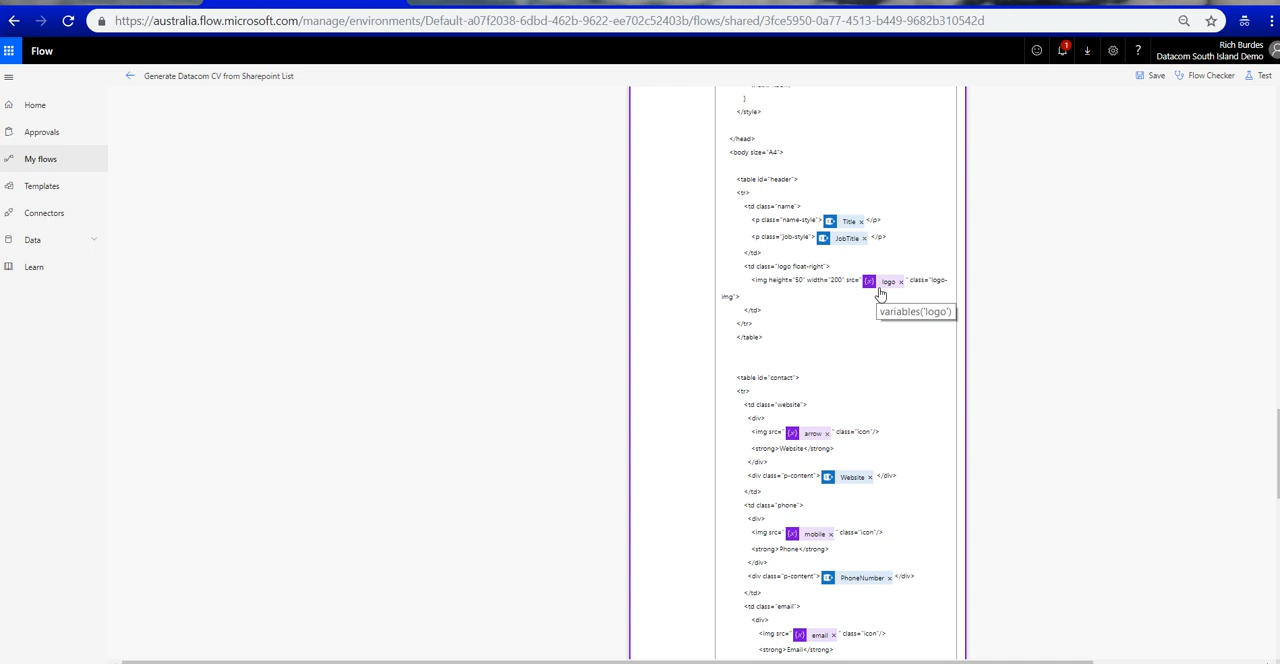 https://australia.flow.microsoft.com/manage/environments/Default-a07f2038-6dbd-462b-9622-ee702c52403b/flows/shared/3fce5950-0a77-4513-b449-9682b310542d
Flow
1
?
Rich Burdes
Datacom South Island Demo
Generate Datacom CV from Sharepoint List
Save
Flow Checker
Test
Home
Approvals
My flows
Templates
Connectors
Data
Learn
}
</style>
</head>
<body size="A4">
<table id="header">
<tr>
<td class="name">
<p class="name-style"> Title × </p>
<p class="job-style"> JobTitle × </p>
</td>
<td class="logo float-right">
<img height="50" width="200" src=" {x} logo × " class="logo-
img">
variables('logo')
</td>
</tr>
</table>
<table id="contact">
<tr>
<td class="website">
<div>
<img src=" {x} arrow × " class="icon"/>
<strong>Website</strong>
</div>
<div class="p-content"> Website × </div>
</td>
<td class="phone">
<div>
<img src=" {x} mobile × " class="icon"/>
<strong>Phone</strong>
</div>
<div class="p-content"> PhoneNumber × </div>
</td>
<td class="email">
<div>
<img src=" {x} email × " class="icon"/>
<strong>Email</strong>